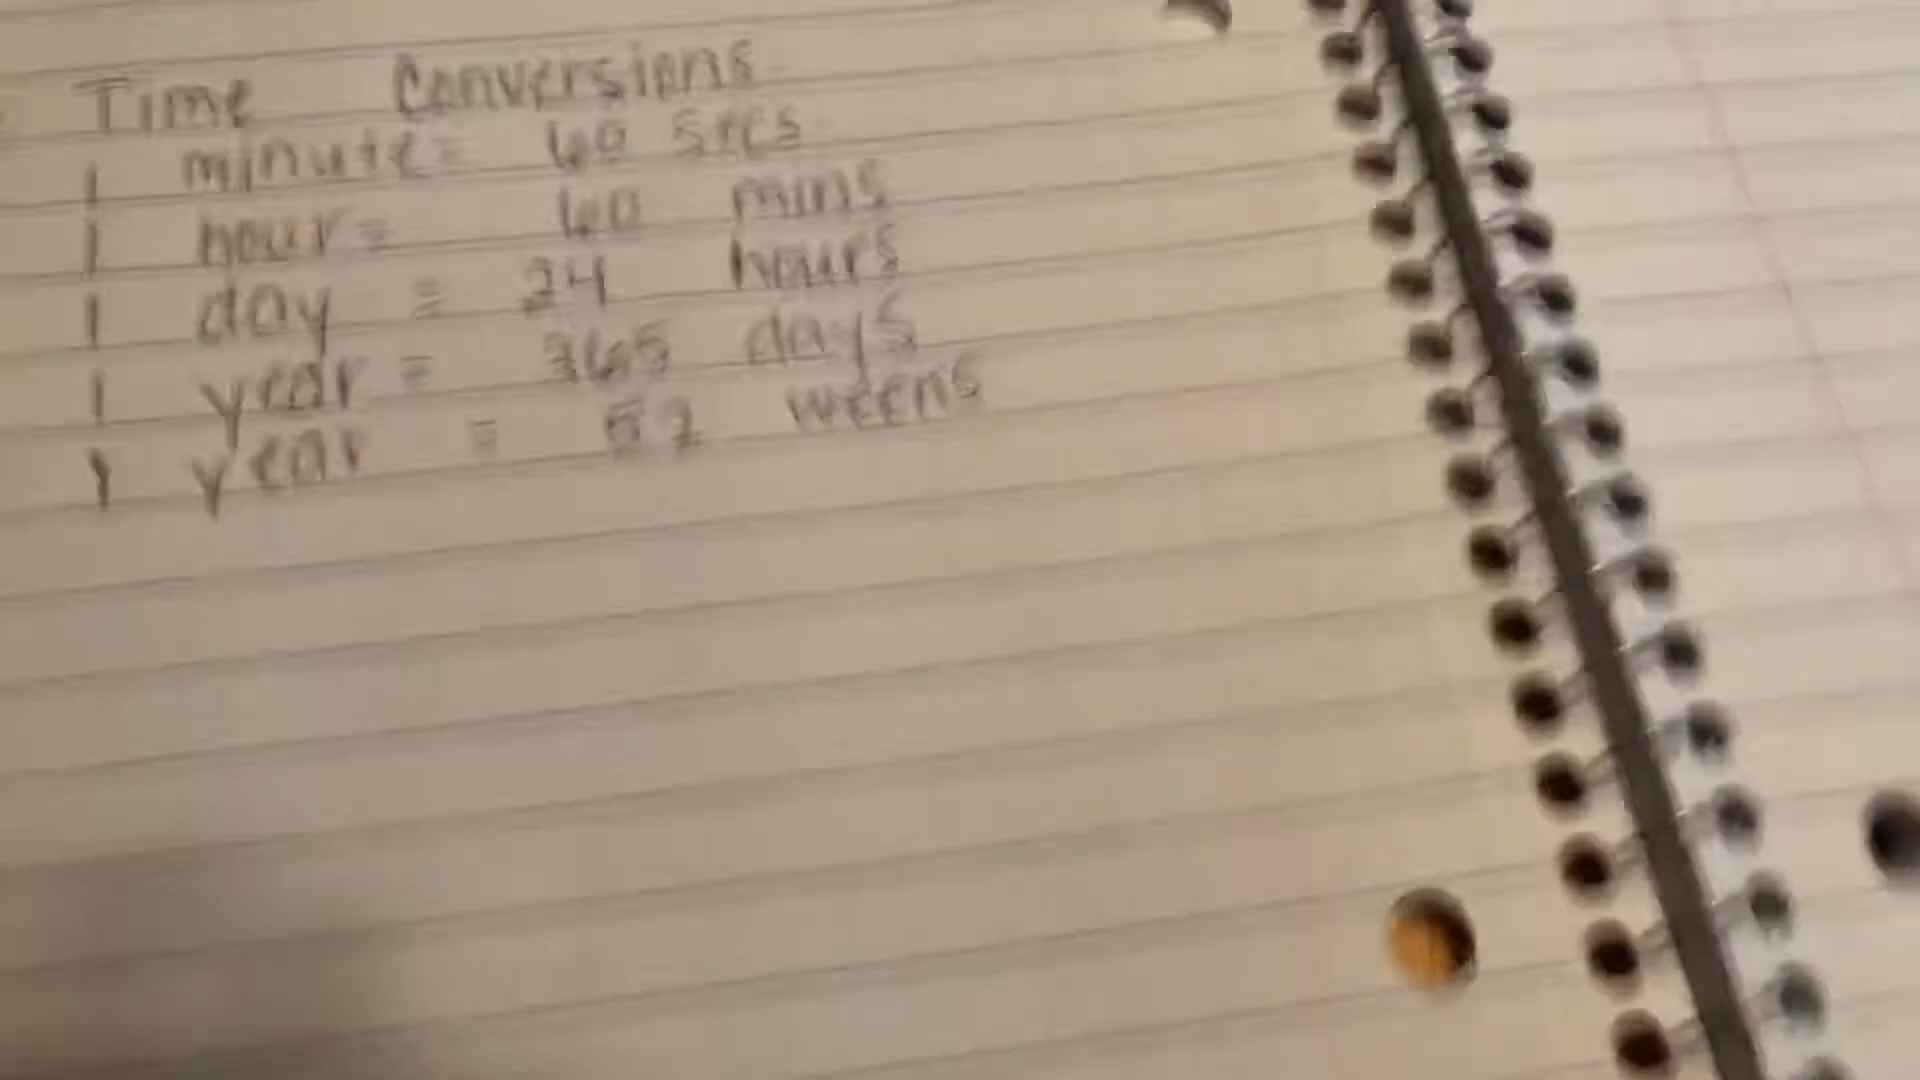 Time Conversions
1 minute = 60 secs
1 hour = 60 mins
1 day = 24 hours
1 year = 365 days
1 year = 52 weeks